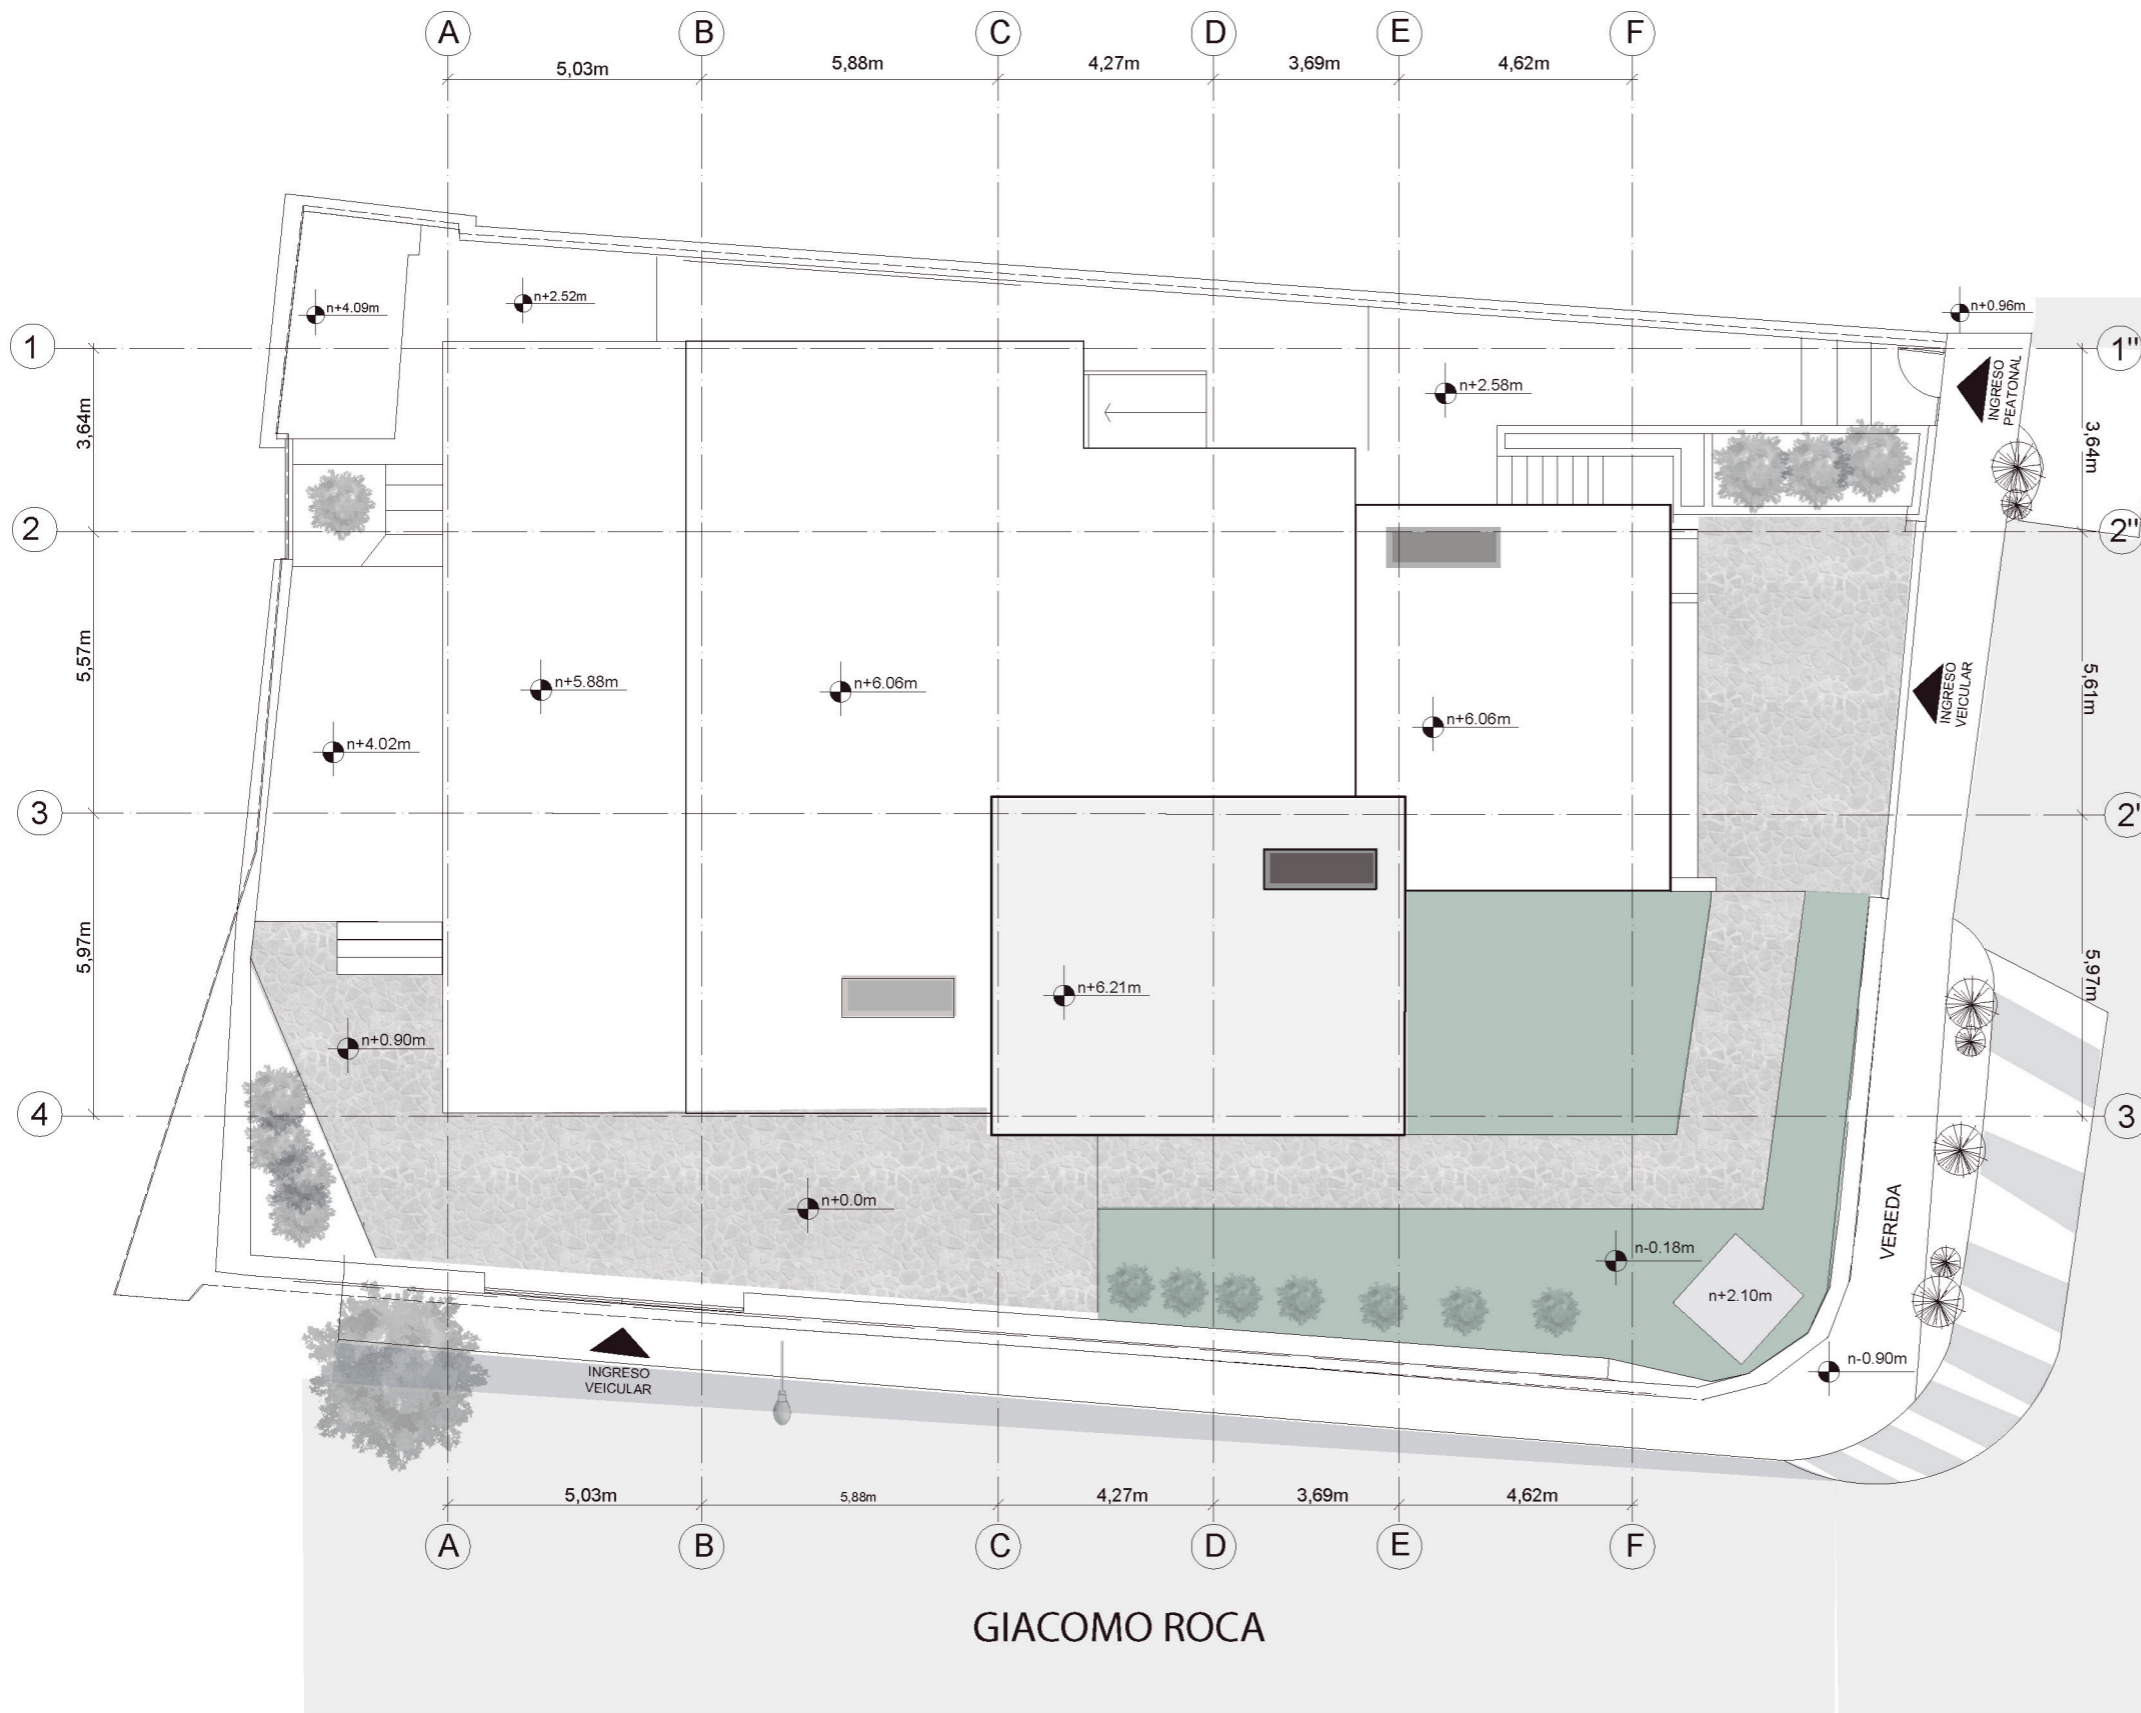 A B C D E F
5,03m 5,88m 4,27m 3,69m 4,62m
n+4.09m
n+2.52m
n+0.96m
1
1"
INGRESO
PEATONAL
3,64m
n+2.58m
3,64m
2
2"
5,57m
n+5.88m
n+6.06m
n+6.06m
n+4.02m
INGRESO
VEICULAR
5,61m
3
2'
5,97m
n+6.21m
5,97m
n+0.90m
4
3
n+0.0m
VEREDA
n-0.18m
n+2.10m
n-0.90m
INGRESO
VEICULAR
5,03m 5,88m 4,27m 3,69m 4,62m
A B C D E F
GIACOMO ROCA